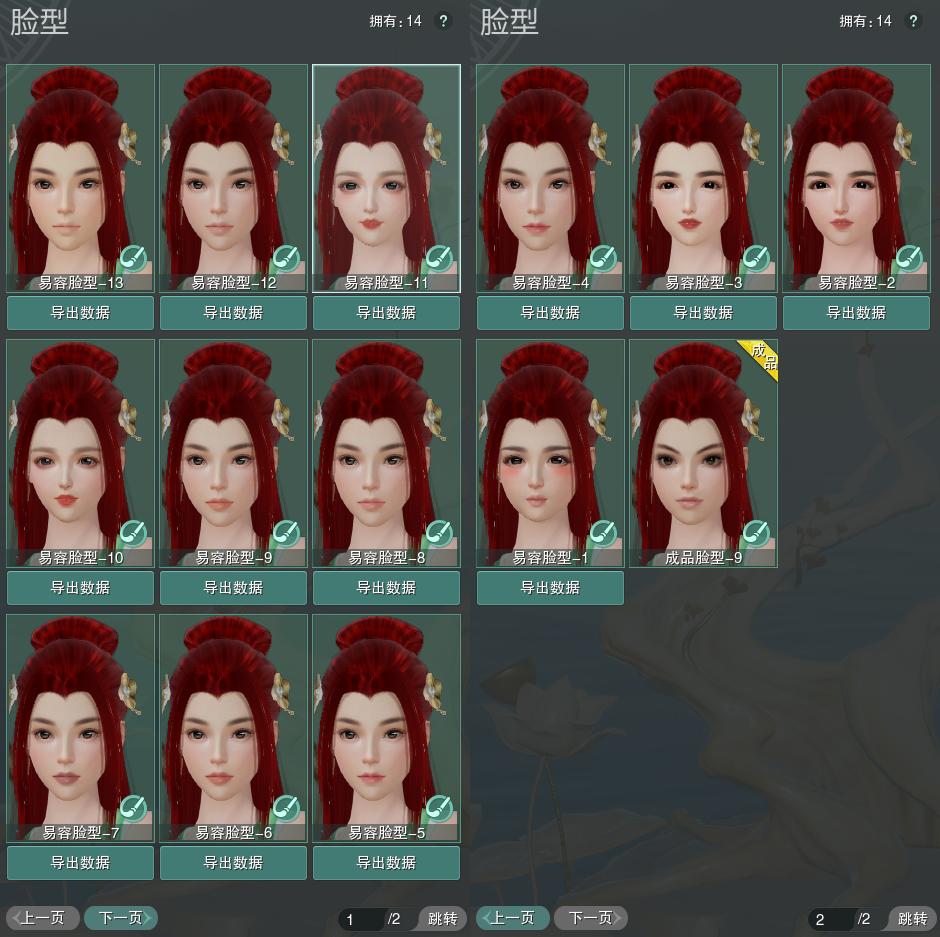 脸型
拥有:14 ?
易容脸型-13
易容脸型-12
易容脸型-11
导出数据
导出数据
导出数据
易容脸型-10
易容脸型-9
易容脸型-8
导出数据
导出数据
导出数据
易容脸型-7
易容脸型-6
易容脸型-5
导出数据
导出数据
导出数据
上一页
下一页
1 /2
跳转
脸型
拥有:14 ?
易容脸型-4
易容脸型-3
易容脸型-2
导出数据
导出数据
导出数据
成品
易容脸型-1
成品脸型-9
导出数据
上一页
下一页
2 /2
跳转